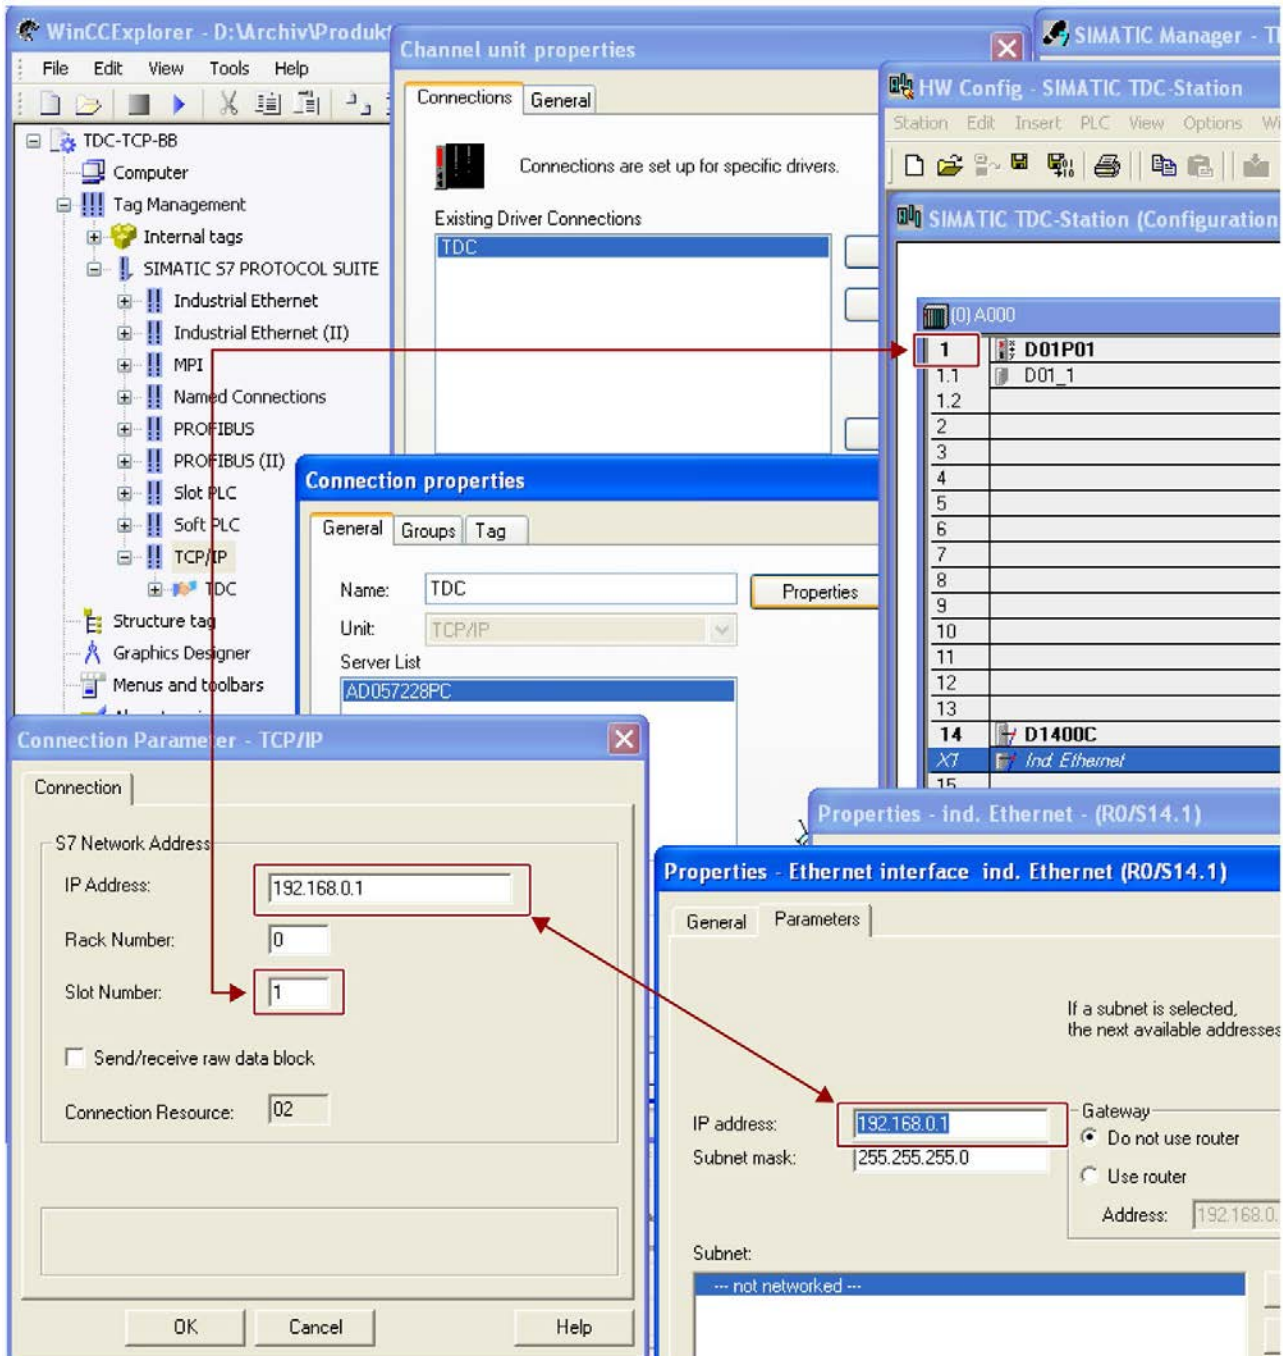 WinCCExplorer - D:\Archiv\Produkt
File Edit View Tools Help
TDC-TCP-BB
Computer
Tag Management
Internal tags
SIMATIC S7 PROTOCOL SUITE
Industrial Ethernet
Industrial Ethernet (II)
MPI
Named Connections
PROFIBUS
PROFIBUS (II)
Slot PLC
Soft PLC
TCP/IP
TDC
Structure tag
Graphics Designer
Menus and toolbars
Channel unit properties
Connections General
Connections are set up for specific drivers.
Existing Driver Connections
TDC
SIMATIC Manager - T
HW Config - SIMATIC TDC-Station
Station Edit Insert PLC View Options Wi
SIMATIC TDC-Station (Configuration
(0) A000
1 D01P01
1.1 D01_1
1.2
2
3
4
5
6
7
8
9
10
11
12
13
14 D1400C
X1 Ind. Ethernet
15
Connection properties
General Groups Tag
Name: TDC Properties
Unit: TCP/IP
Server List
AD057228PC
Connection Parameter - TCP/IP
Connection
S7 Network Address
IP Address: 192.168.0.1
Rack Number: 0
Slot Number: 1
Send/receive raw data block
Connection Resource: 02
OK Cancel Help
Properties - ind. Ethernet - (R0/S14.1)
Properties - Ethernet interface ind. Ethernet (R0/S14.1)
General Parameters
If a subnet is selected,
the next available addresses
IP address: 192.168.0.1
Subnet mask: 255.255.255.0
Gateway
Do not use router
Use router
Address: 192.168.0.
Subnet:
--- not networked ---